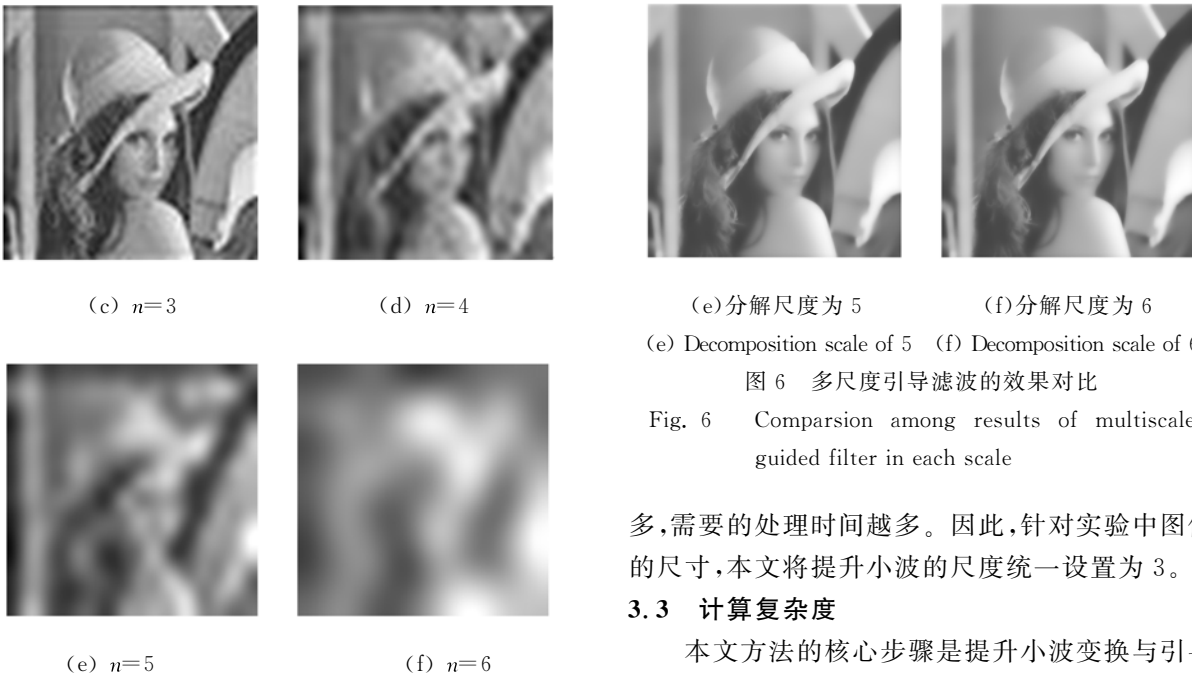 (c) n=3
(d) n=4
(e) n=5
(f) n=6
(e)分解尺度为 5
(f)分解尺度为 6
(e) Decomposition scale of 5 (f) Decomposition scale of
图 6 多尺度引导滤波的效果对比
Fig. 6 Comparsion among results of multiscale
guided filter in each scale
多,需要的处理时间越多。因此,针对实验中图
的尺寸,本文将提升小波的尺度统一设置为 3。
3.3 计算复杂度
本文方法的核心步骤是提升小波变换与引